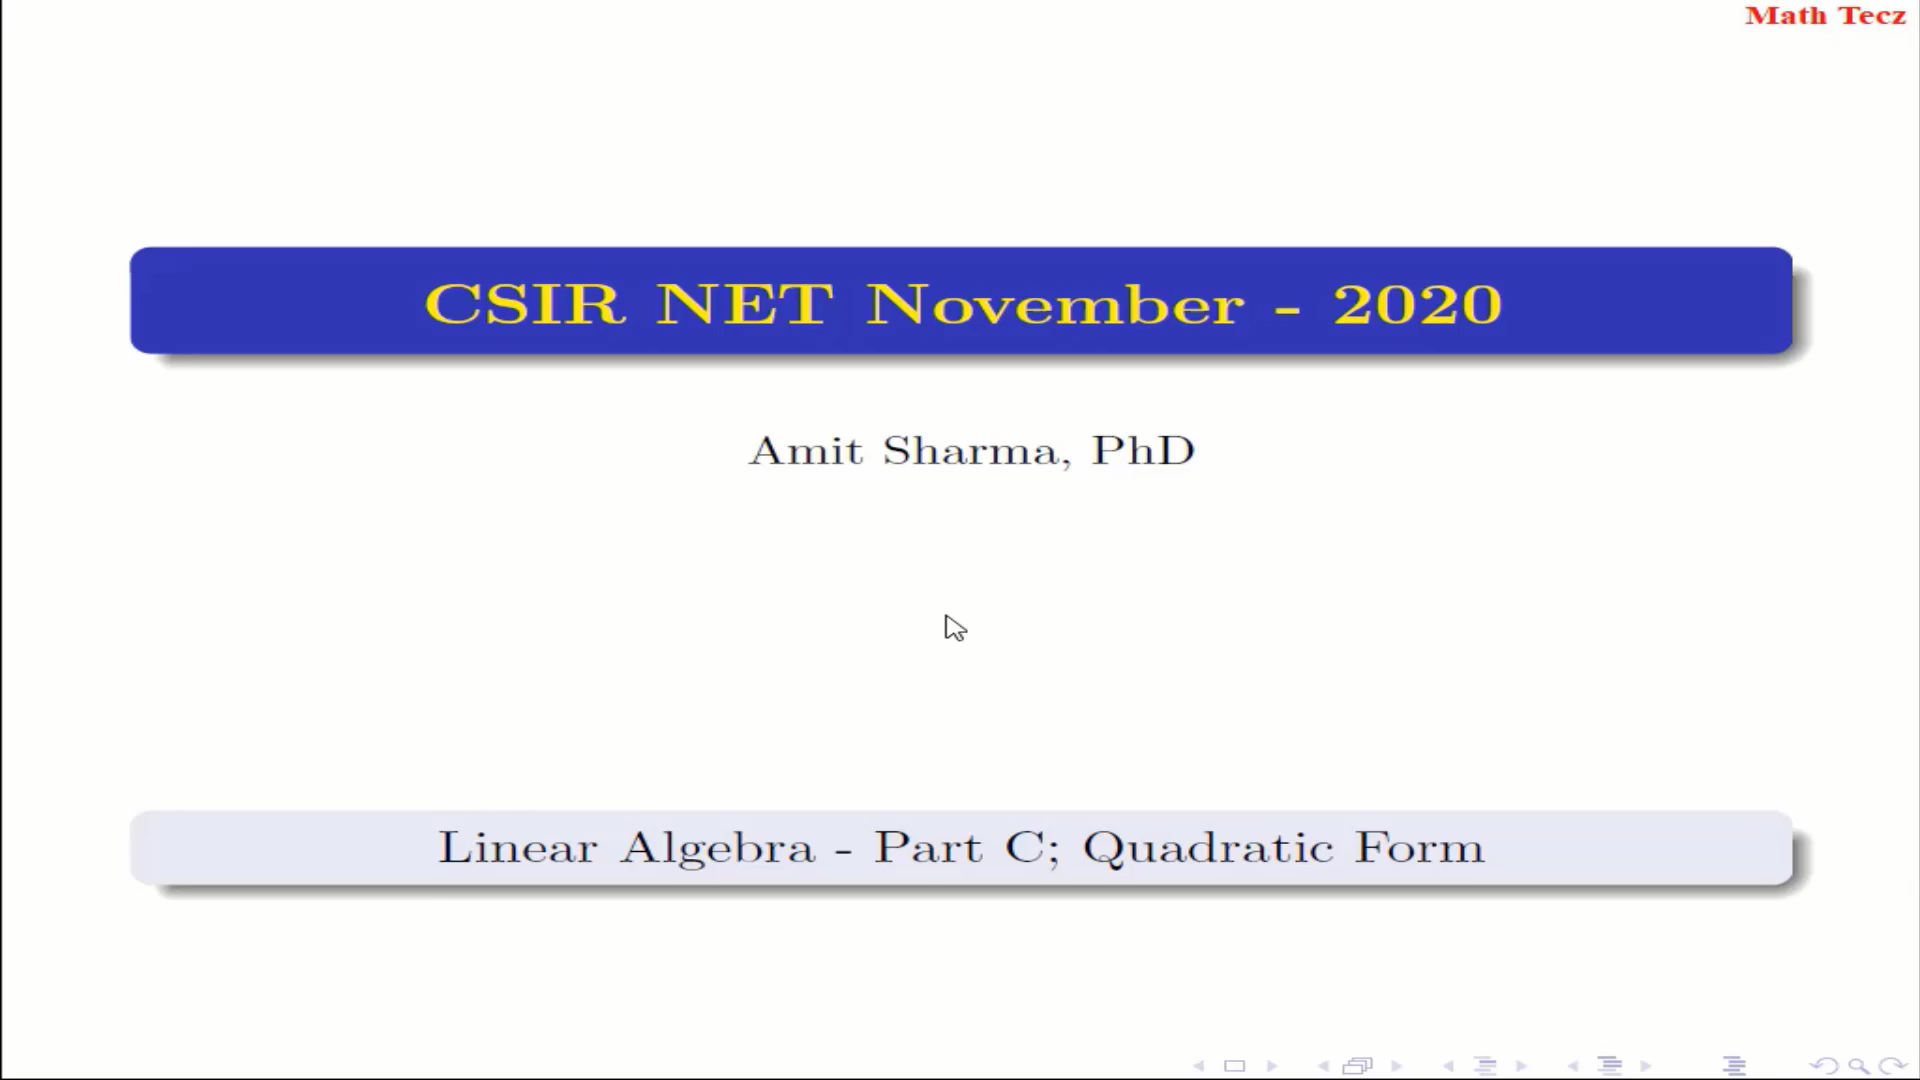 Math Tecz
CSIR NET November - 2020
Amit Sharma, PhD
Linear Algebra - Part C; Quadratic Form